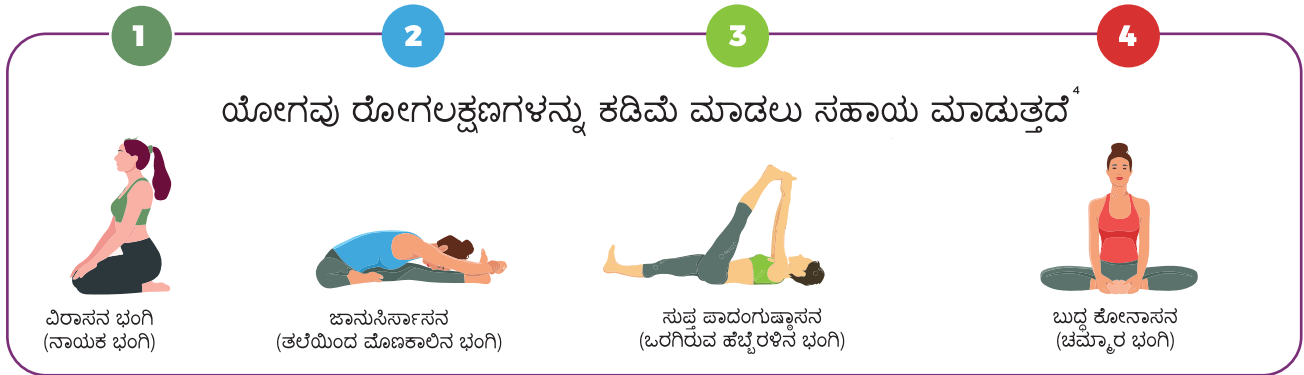 1 2 3 4
ಯೋಗವು ರೋಗಲಕ್ಷಣಗಳನ್ನು ಕಡಿಮೆ ಮಾಡಲು ಸಹಾಯ ಮಾಡುತ್ತದೆ⁴
ವಿರಾಸನ ಭಂಗಿ
(ನಾಯಕ ಭಂಗಿ)
ಜಾನುಸಿರ್ಸಾಸನ
(ತಲೆಯಿಂದ ಮೊಣಕಾಲಿನ ಭಂಗಿ)
ಸುಪ್ತ ಪಾದಂಗುಷ್ಠಾಸನ
(ಒರಗಿರುವ ಹೆಬ್ಬೆರಳಿನ ಭಂಗಿ)
ಬುದ್ಧ ಕೋನಾಸನ
(ಚಮ್ಮಾರ ಭಂಗಿ)